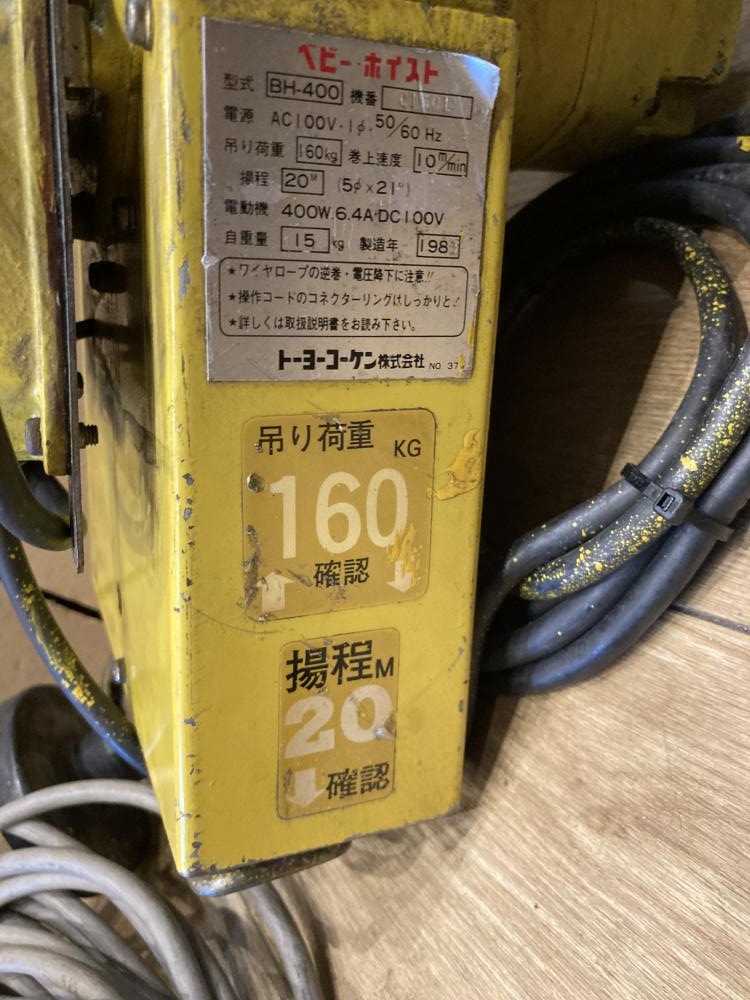 ベビー・ホイスト
型式 BH-400 機番
電源 AC100V・1φ・50/60Hz
吊り荷重 160kg 巻上速度 10m/min
揚程 20M (5φ×21M)
電動機 400W.6.4A・DC100V
自重量 15 kg 製造年 198
★ワイヤロープの逆巻・電圧降下に注意!!
★操作コードのコネクターリングはしっかりと!
★詳しくは取扱説明書をお読み下さい。
トーヨーコーケン株式会社 NO. 37
吊り荷重 KG
160
確認
揚程M
20
確認